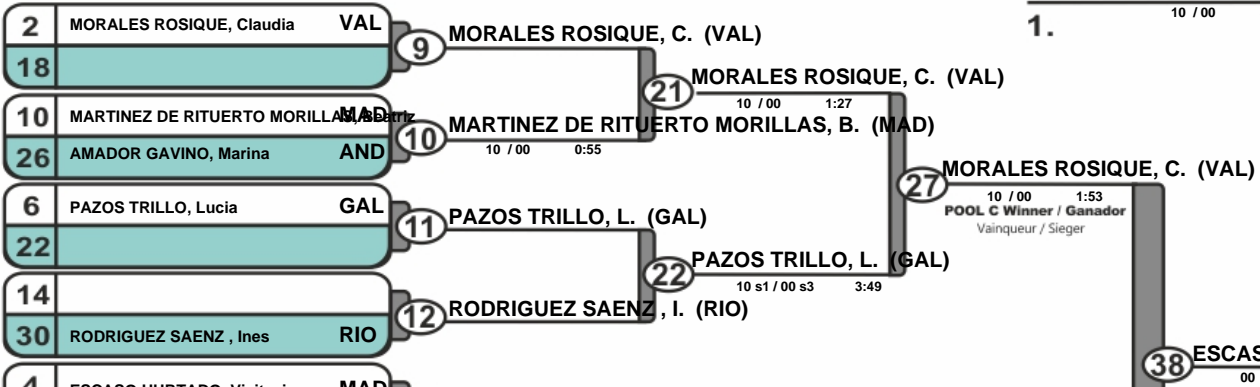 2 MORALES ROSIQUE, Claudia VAL
18
9 MORALES ROSIQUE, C. (VAL)
10 MARTINEZ DE RITUERTO MORILLAS, Beatriz MAD
26 AMADOR GAVINO, Marina AND
10 MARTINEZ DE RITUERTO MORILLAS, B. (MAD)
10 / 00 0:55
21 MORALES ROSIQUE, C. (VAL)
10 / 00 1:27
6 PAZOS TRILLO, Lucia GAL
22
11 PAZOS TRILLO, L. (GAL)
14
30 RODRIGUEZ SAENZ , Ines RIO
12 RODRIGUEZ SAENZ , I. (RIO)
22 PAZOS TRILLO, L. (GAL)
10 s1 / 00 s3 3:49
27 MORALES ROSIQUE, C. (VAL)
10 / 00 1:53
POOL C Winner / Ganador
Vainqueur / Sieger
10 / 00
1.
38 ESCAS
00
4 MAD